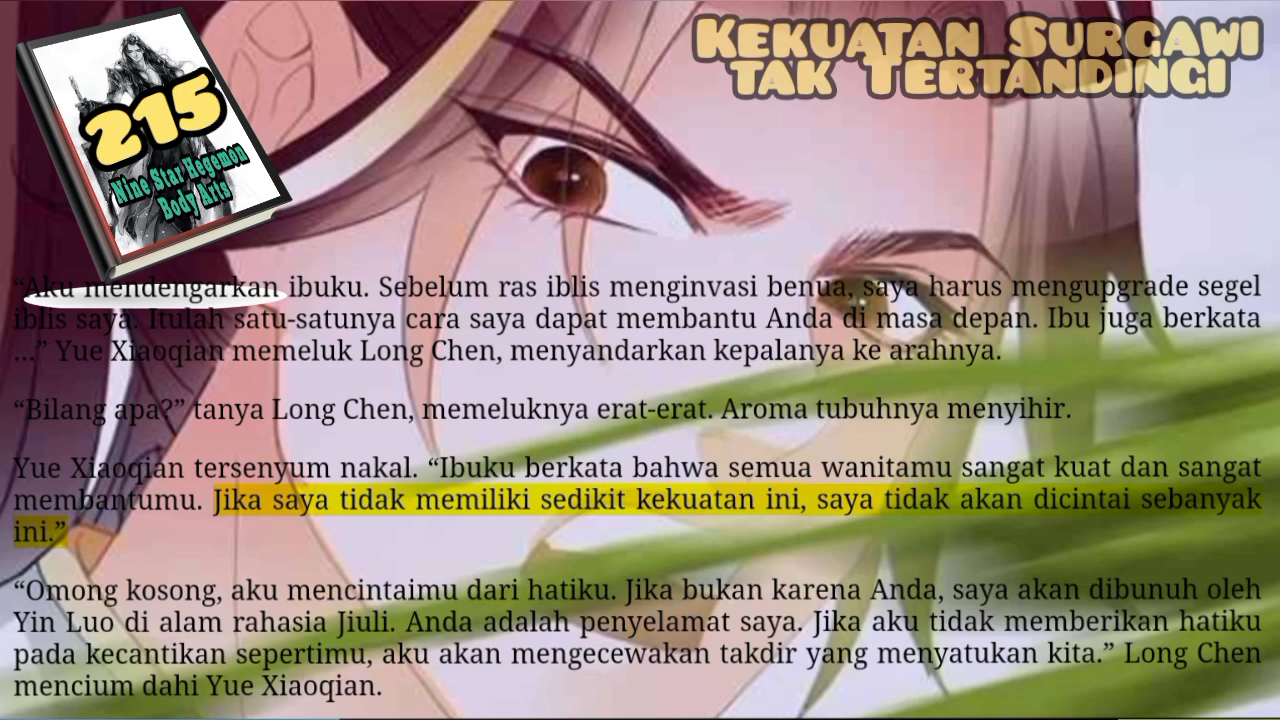 KEKUATAN SURGAWI
TAK TERTANDINGI
215
Nine Star Hegemon
Body Arts
“Aku mendengarkan ibuku. Sebelum ras iblis menginvasi benua, saya harus mengupgrade segel
iblis saya. Itulah satu-satunya cara saya dapat membantu Anda di masa depan. Ibu juga berkata
...” Yue Xiaoqian memeluk Long Chen, menyandarkan kepalanya ke arahnya.
“Bilang apa?” tanya Long Chen, memeluknya erat-erat. Aroma tubuhnya menyihir.
Yue Xiaoqian tersenyum nakal. “Ibuku berkata bahwa semua wanitamu sangat kuat dan sangat
membantumu. Jika saya tidak memiliki sedikit kekuatan ini, saya tidak akan dicintai sebanyak
ini.”
“Omong kosong, aku mencintaimu dari hatiku. Jika bukan karena Anda, saya akan dibunuh oleh
Yin Luo di alam rahasia Jiuli. Anda adalah penyelamat saya. Jika aku tidak memberikan hatiku
pada kecantikan sepertimu, aku akan mengecewakan takdir yang menyatukan kita.” Long Chen
mencium dahi Yue Xiaoqian.